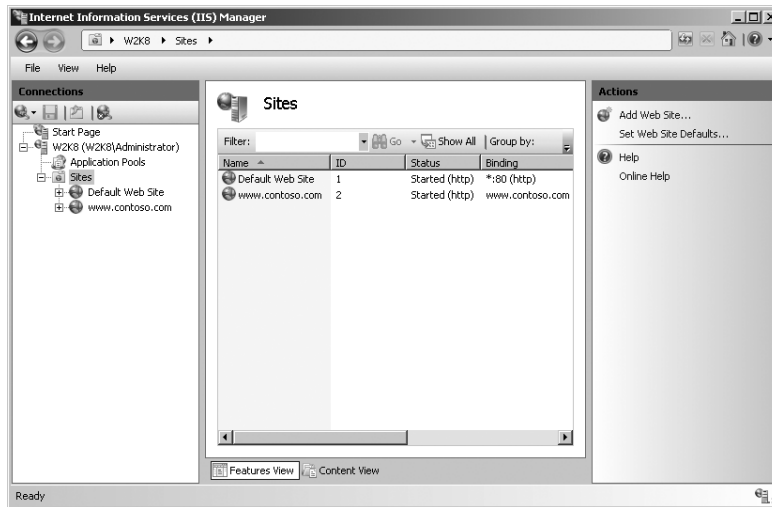 Internet Information Services (IIS) Manager
W2K8 Sites
File View Help
Connections
Start Page
W2K8 (W2K8\Administrator)
Application Pools
Sites
Default Web Site
www.contoso.com
Sites
Filter: Go Show All Group by:
Name ID Status Binding
Default Web Site 1 Started (http) *:80 (http)
www.contoso.com 2 Started (http) www.contoso.com
Features View Content View
Actions
Add Web Site...
Set Web Site Defaults...
Help
Online Help
Ready